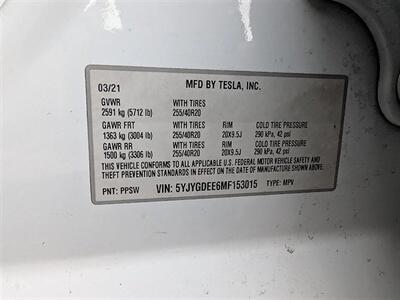 03/21 MFD BY TESLA, INC.
GVWR WITH TIRES
2591 kg (5712 lb) 255/40R20
GAWR FRT WITH TIRES RIM COLD TIRE PRESSURE
1363 kg (3004 lb) 255/40R20 20X9.5J 290 kPa, 42 psi
GAWR RR WITH TIRES RIM COLD TIRE PRESSURE
1500 kg (3306 lb) 255/40R20 20X9.5J 290 kPa, 42 psi
THIS VEHICLE CONFORMS TO ALL APPLICABLE U.S. FEDERAL MOTOR VEHICLE SAFETY AND
THEFT PREVENTION STANDARDS IN EFFECT ON THE DATE OF MANUFACTURE SHOWN ABOVE.
PNT: PPSW VIN: 5YJYGDEE6MF153015 TYPE: MPV